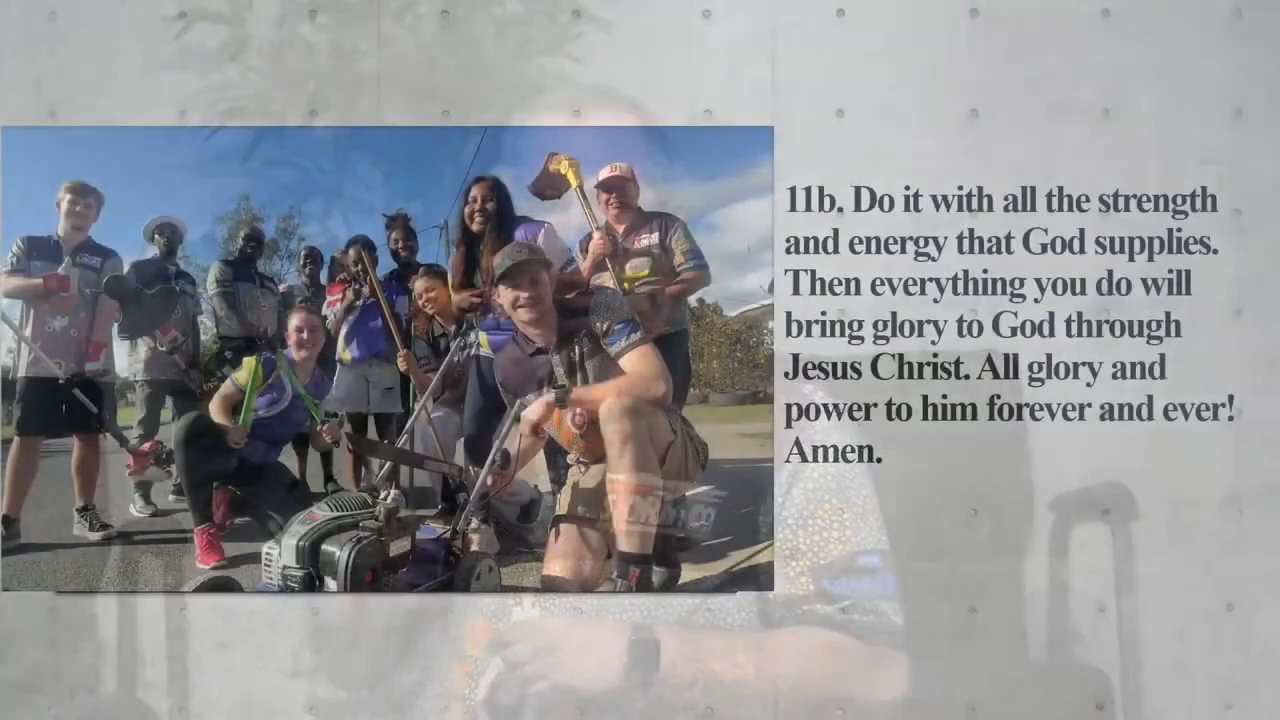 11b. Do it with all the strength
and energy that God supplies.
Then everything you do will
bring glory to God through
Jesus Christ. All glory and
power to him forever and ever!
Amen.